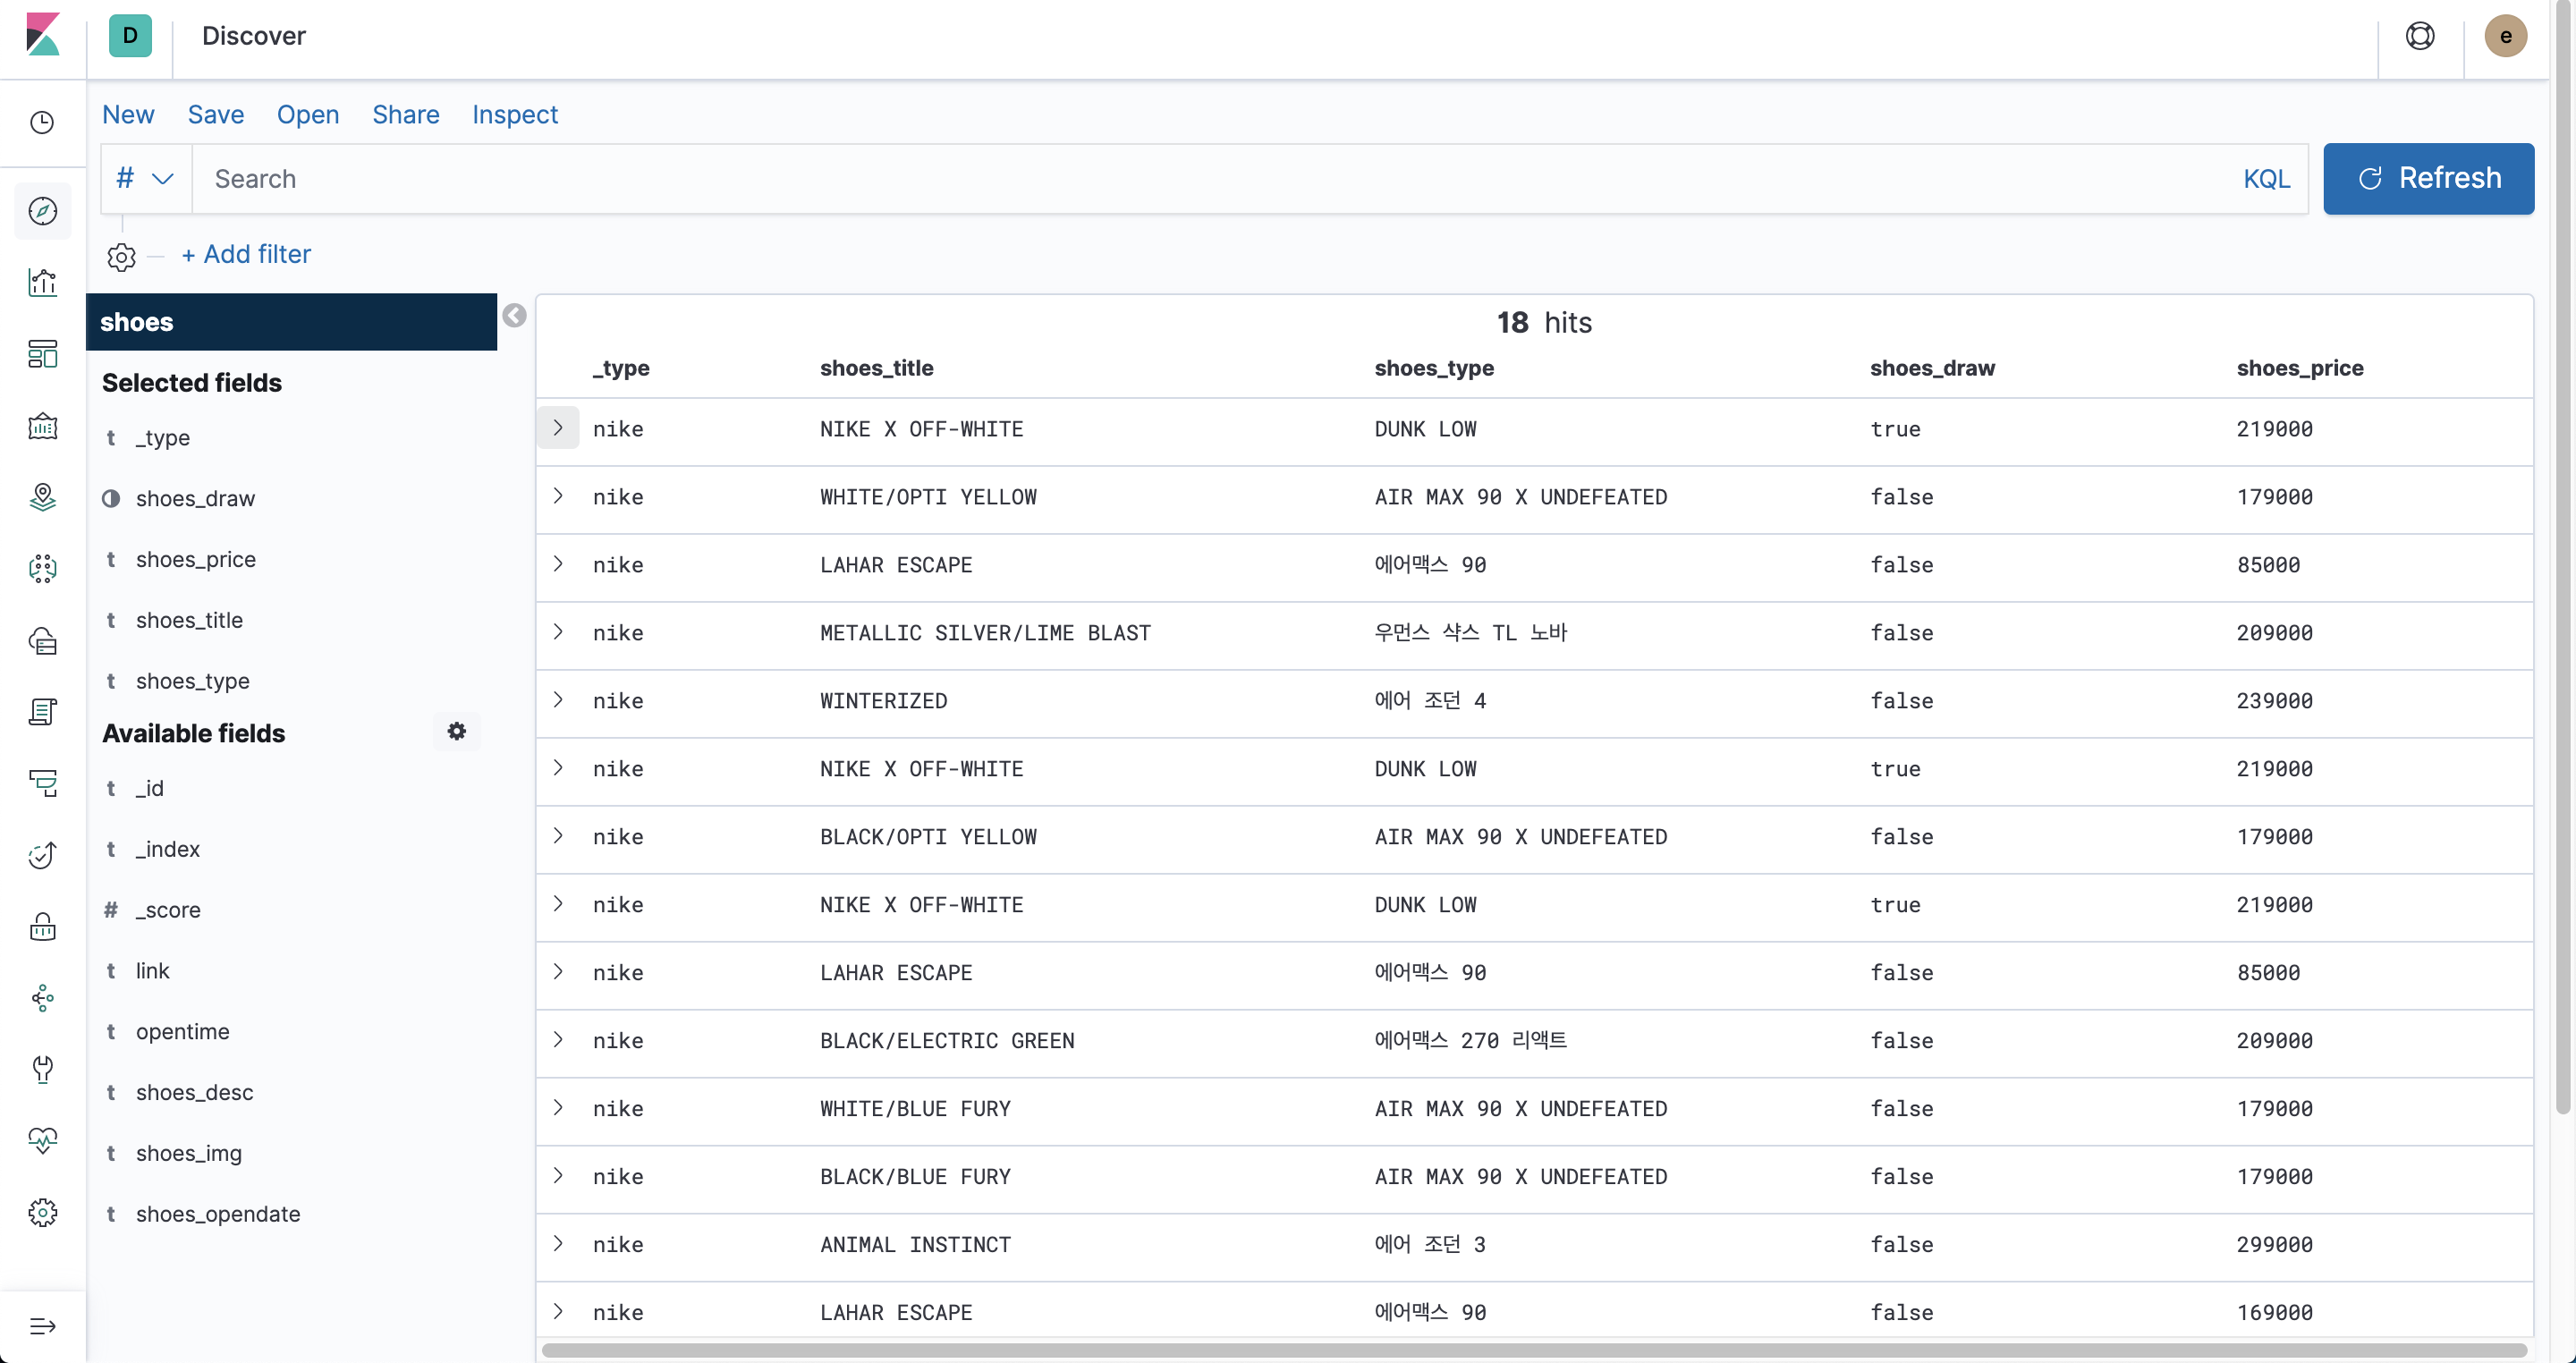 D Discover e
New Save Open Share Inspect
# Search KQL Refresh
+ Add filter
shoes
Selected fields
t _type
shoes_draw
t shoes_price
t shoes_title
t shoes_type
Available fields
t _id
t _index
# _score
t link
t opentime
t shoes_desc
t shoes_img
t shoes_opendate
18 hits
_type shoes_title shoes_type shoes_draw shoes_price
nike NIKE X OFF-WHITE DUNK LOW true 219000
nike WHITE/OPTI YELLOW AIR MAX 90 X UNDEFEATED false 179000
nike LAHAR ESCAPE 에어맥스 90 false 85000
nike METALLIC SILVER/LIME BLAST 우먼스 샥스 TL 노바 false 209000
nike WINTERIZED 에어 조던 4 false 239000
nike NIKE X OFF-WHITE DUNK LOW true 219000
nike BLACK/OPTI YELLOW AIR MAX 90 X UNDEFEATED false 179000
nike NIKE X OFF-WHITE DUNK LOW true 219000
nike LAHAR ESCAPE 에어맥스 90 false 85000
nike BLACK/ELECTRIC GREEN 에어맥스 270 리액트 false 209000
nike WHITE/BLUE FURY AIR MAX 90 X UNDEFEATED false 179000
nike BLACK/BLUE FURY AIR MAX 90 X UNDEFEATED false 179000
nike ANIMAL INSTINCT 에어 조던 3 false 299000
nike LAHAR ESCAPE 에어맥스 90 false 169000